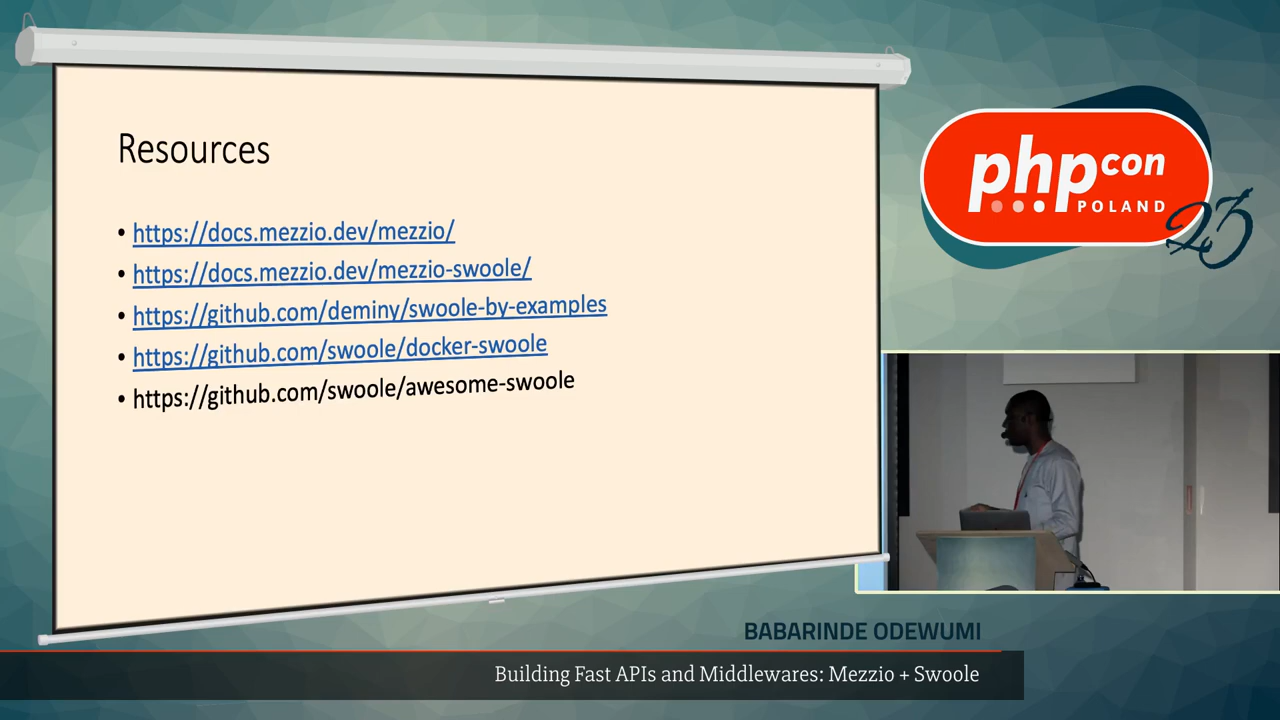 Resources
• https://docs.mezzio.dev/mezzio/
• https://docs.mezzio.dev/mezzio-swoole/
• https://github.com/deminy/swoole-by-examples
• https://github.com/swoole/docker-swoole
• https://github.com/swoole/awesome-swoole
phpcon
POLAND
23
BABARINDE ODEWUMI
Building Fast APIs and Middlewares: Mezzio + Swoole